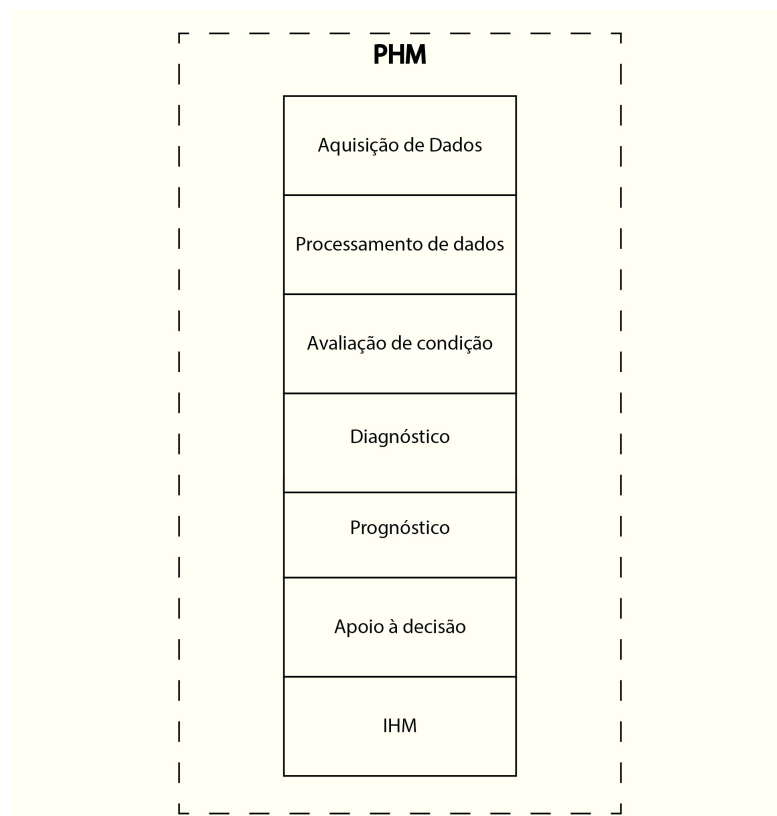 PHM
Aquisição de Dados
Processamento de dados
Avaliação de condição
Diagnóstico
Prognóstico
Apoio à decisão
IHM